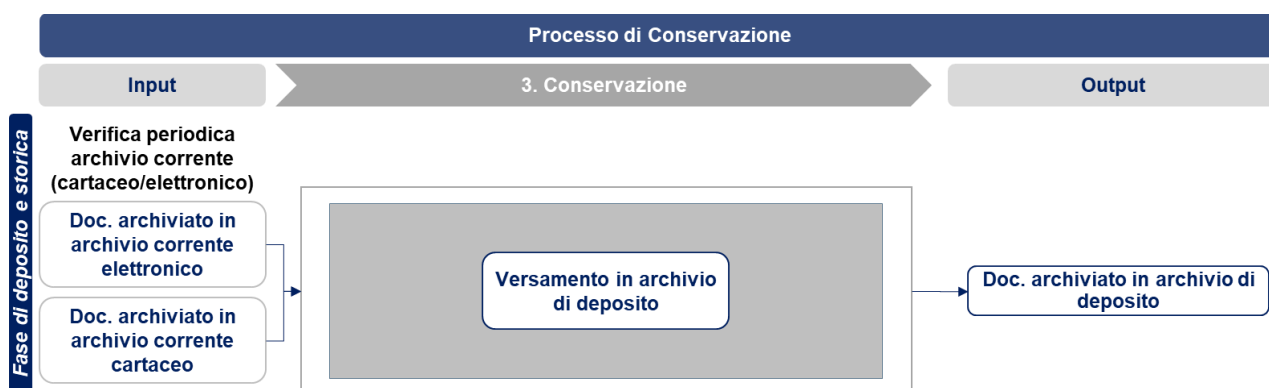 Processo di Conservazione
Input
3. Conservazione
Output
Fase di deposito e storica
Verifica periodica
archivio corrente
(cartaceo/elettronico)
Doc. archiviato in
archivio corrente
elettronico
Doc. archiviato in
archivio corrente
cartaceo
Versamento in archivio
di deposito
Doc. archiviato in archivio di
deposito